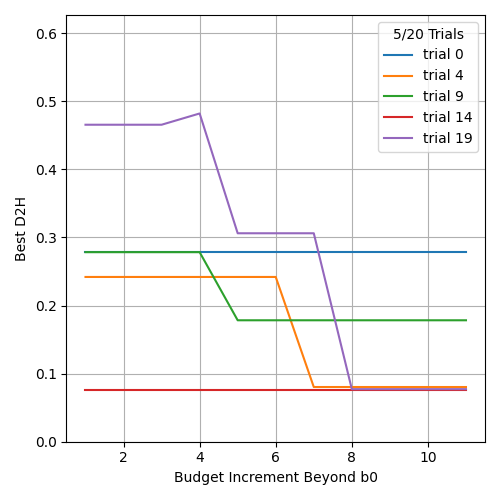 5/20 Trials
trial 0
trial 4
trial 9
trial 14
trial 19
0.6
0.5
0.4
0.3
0.2
0.1
0.0
Best D2H
2 4 6 8 10
Budget Increment Beyond b0